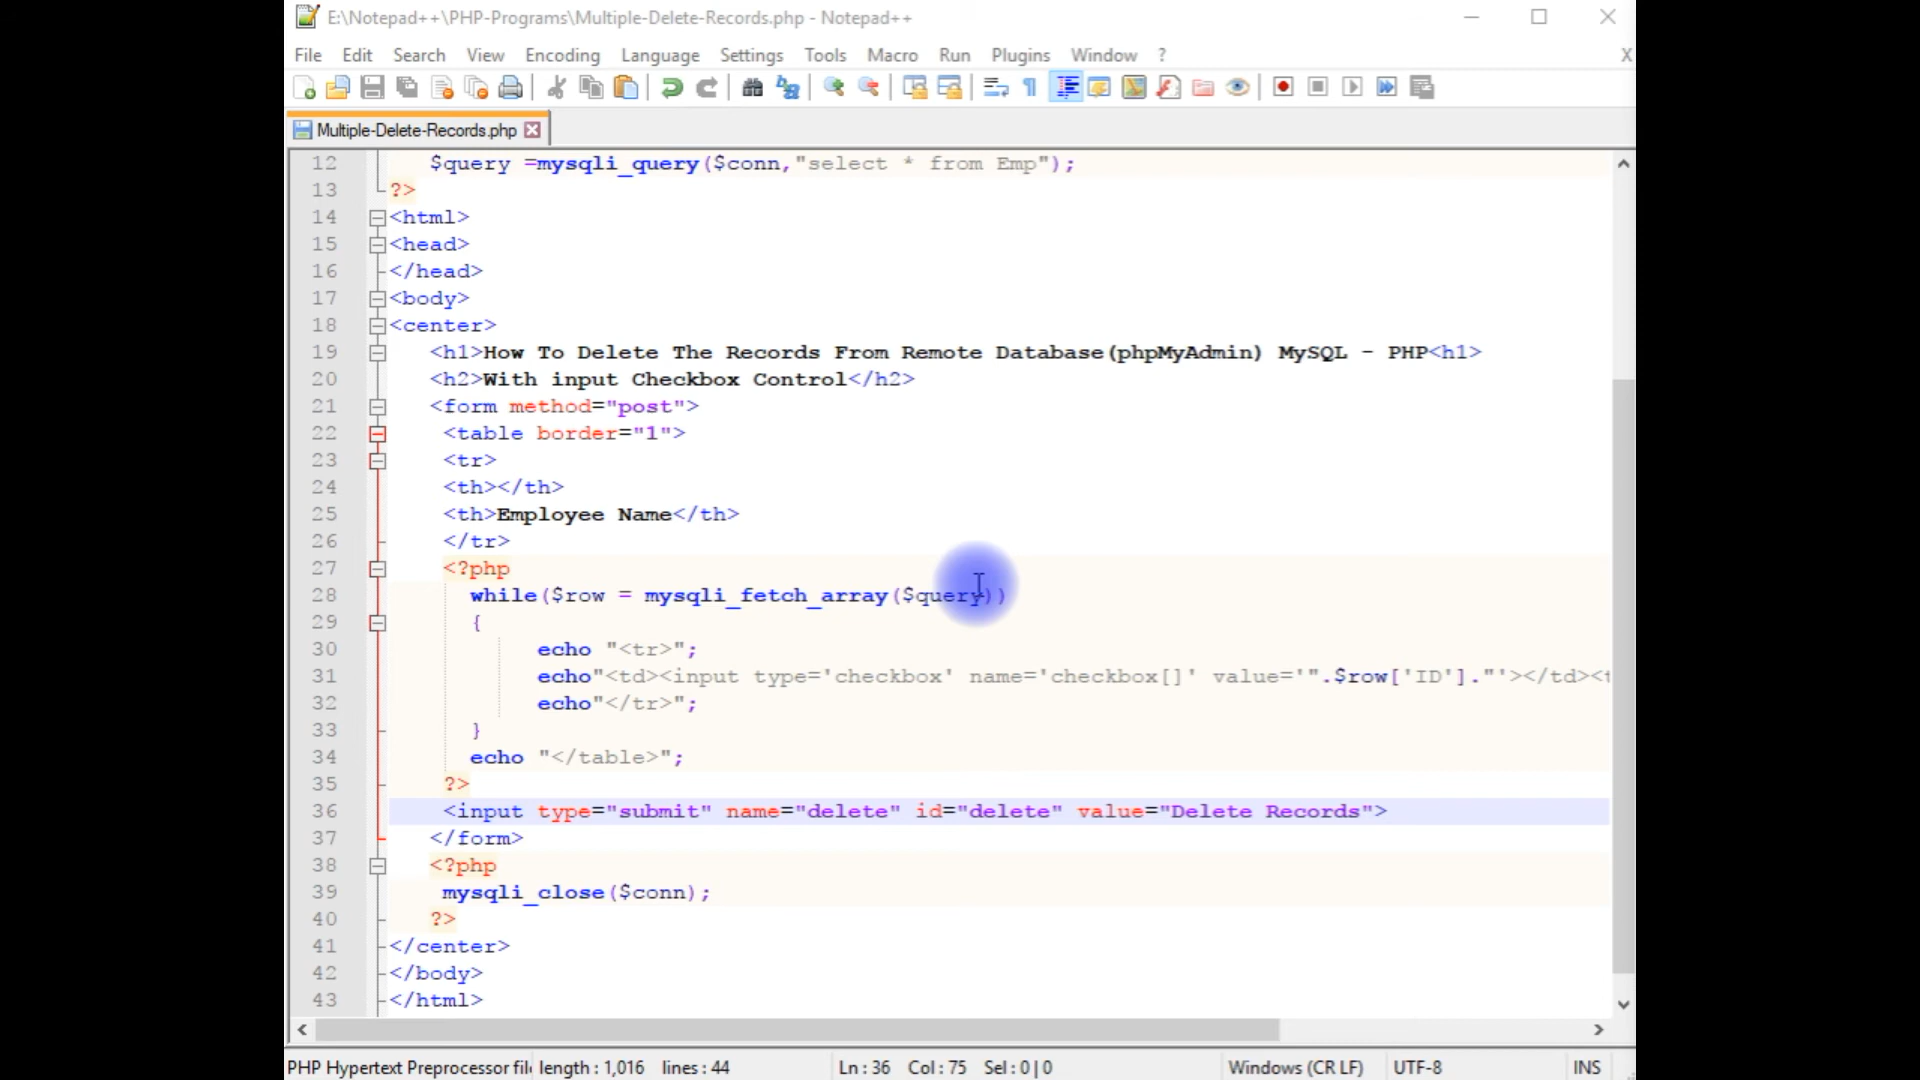 E:\Notepad++\PHP-Programs\Multiple-Delete-Records.php - Notepad++
File Edit Search View Encoding Language Settings Tools Macro Run Plugins Window ? X
Multiple-Delete-Records.php
12 $query =mysqli_query($conn,"select * from Emp");
13 ?>
14 <html>
15 <head>
16 </head>
17 <body>
18 <center>
19 <h1>How To Delete The Records From Remote Database(phpMyAdmin) MySQL - PHP<h1>
20 <h2>With input Checkbox Control</h2>
21 <form method="post">
22 <table border="1">
23 <tr>
24 <th></th>
25 <th>Employee Name</th>
26 </tr>
27 <?php
28 while($row = mysqli_fetch_array($query))
29 {
30 echo "<tr>";
31 echo"<td><input type='checkbox' name='checkbox[]' value='".$row['ID']."'></td><t
32 echo"</tr>";
33 }
34 echo "</table>";
35 ?>
36 <input type="submit" name="delete" id="delete" value="Delete Records">
37 </form>
38 <?php
39 mysqli_close($conn);
40 ?>
41 </center>
42 </body>
43 </html>
PHP Hypertext Preprocessor fil length : 1,016 lines : 44 Ln : 36 Col : 75 Sel : 0 | 0 Windows (CR LF) UTF-8 INS